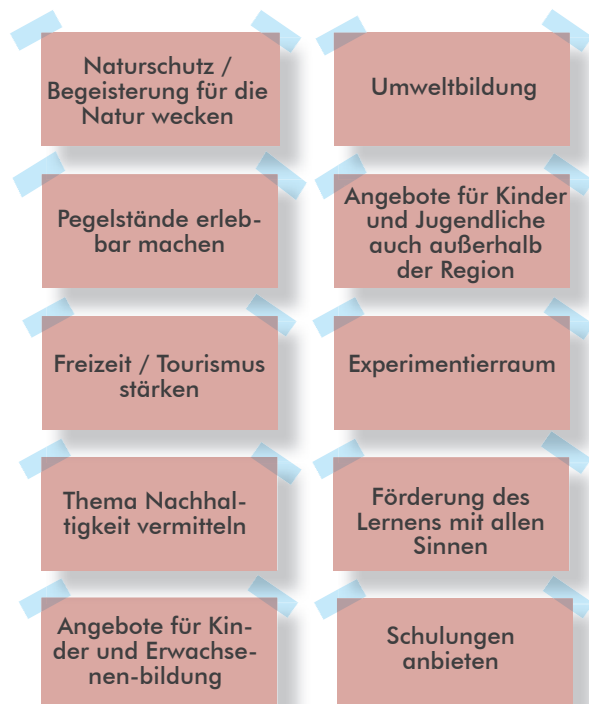 Naturschutz /
Begeisterung für die
Natur wecken
Umweltbildung
Pegelstände erleb-
bar machen
Angebote für Kinder
und Jugendliche
auch außerhalb
der Region
Freizeit / Tourismus
stärken
Experimentierraum
Thema Nachhal-
tigkeit vermitteln
Förderung des
Lernens mit allen
Sinnen
Angebote für Kin-
der und Erwachse-
nen-bildung
Schulungen
anbieten